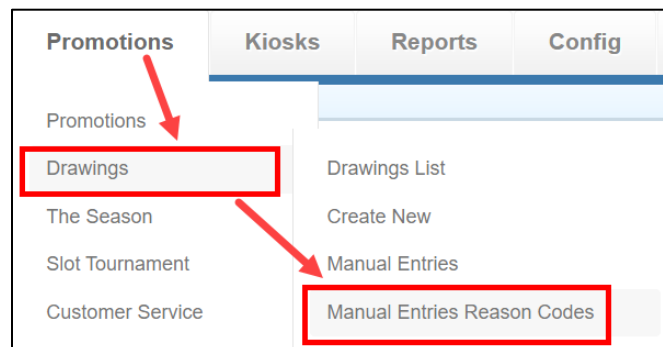 Promotions Kiosks Reports Config
Promotions
Drawings Drawings List
The Season Create New
Slot Tournament Manual Entries
Customer Service Manual Entries Reason Codes